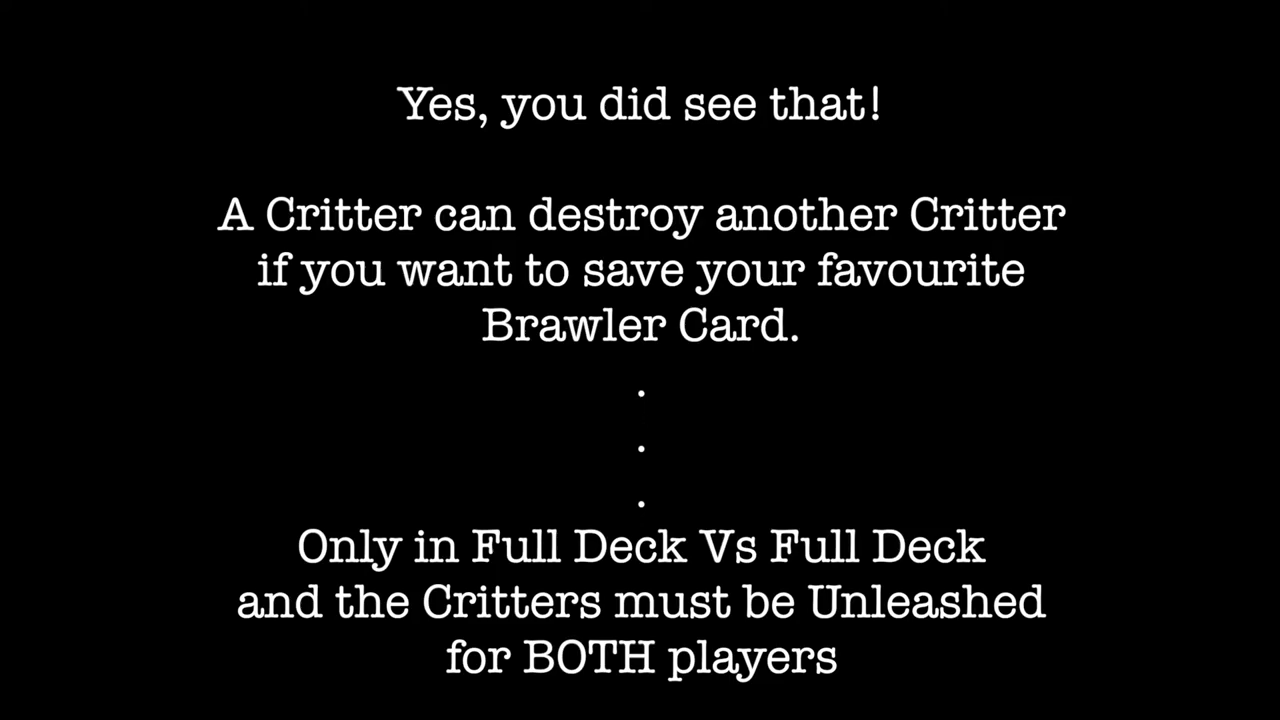 Yes, you did see that!
A Critter can destroy another Critter
if you want to save your favourite
Brawler Card.
.
.
.
Only in Full Deck Vs Full Deck
and the Critters must be Unleashed
for BOTH players